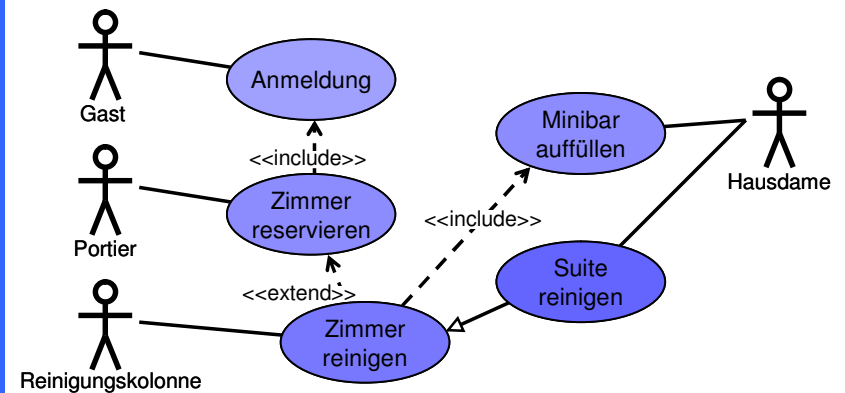 Gast
Anmeldung
<<include>>
Portier
Zimmer
reservieren
<<extend>>
Reinigungskolonne
Zimmer
reinigen
<<include>>
Minibar
auffüllen
Suite
reinigen
Hausdame